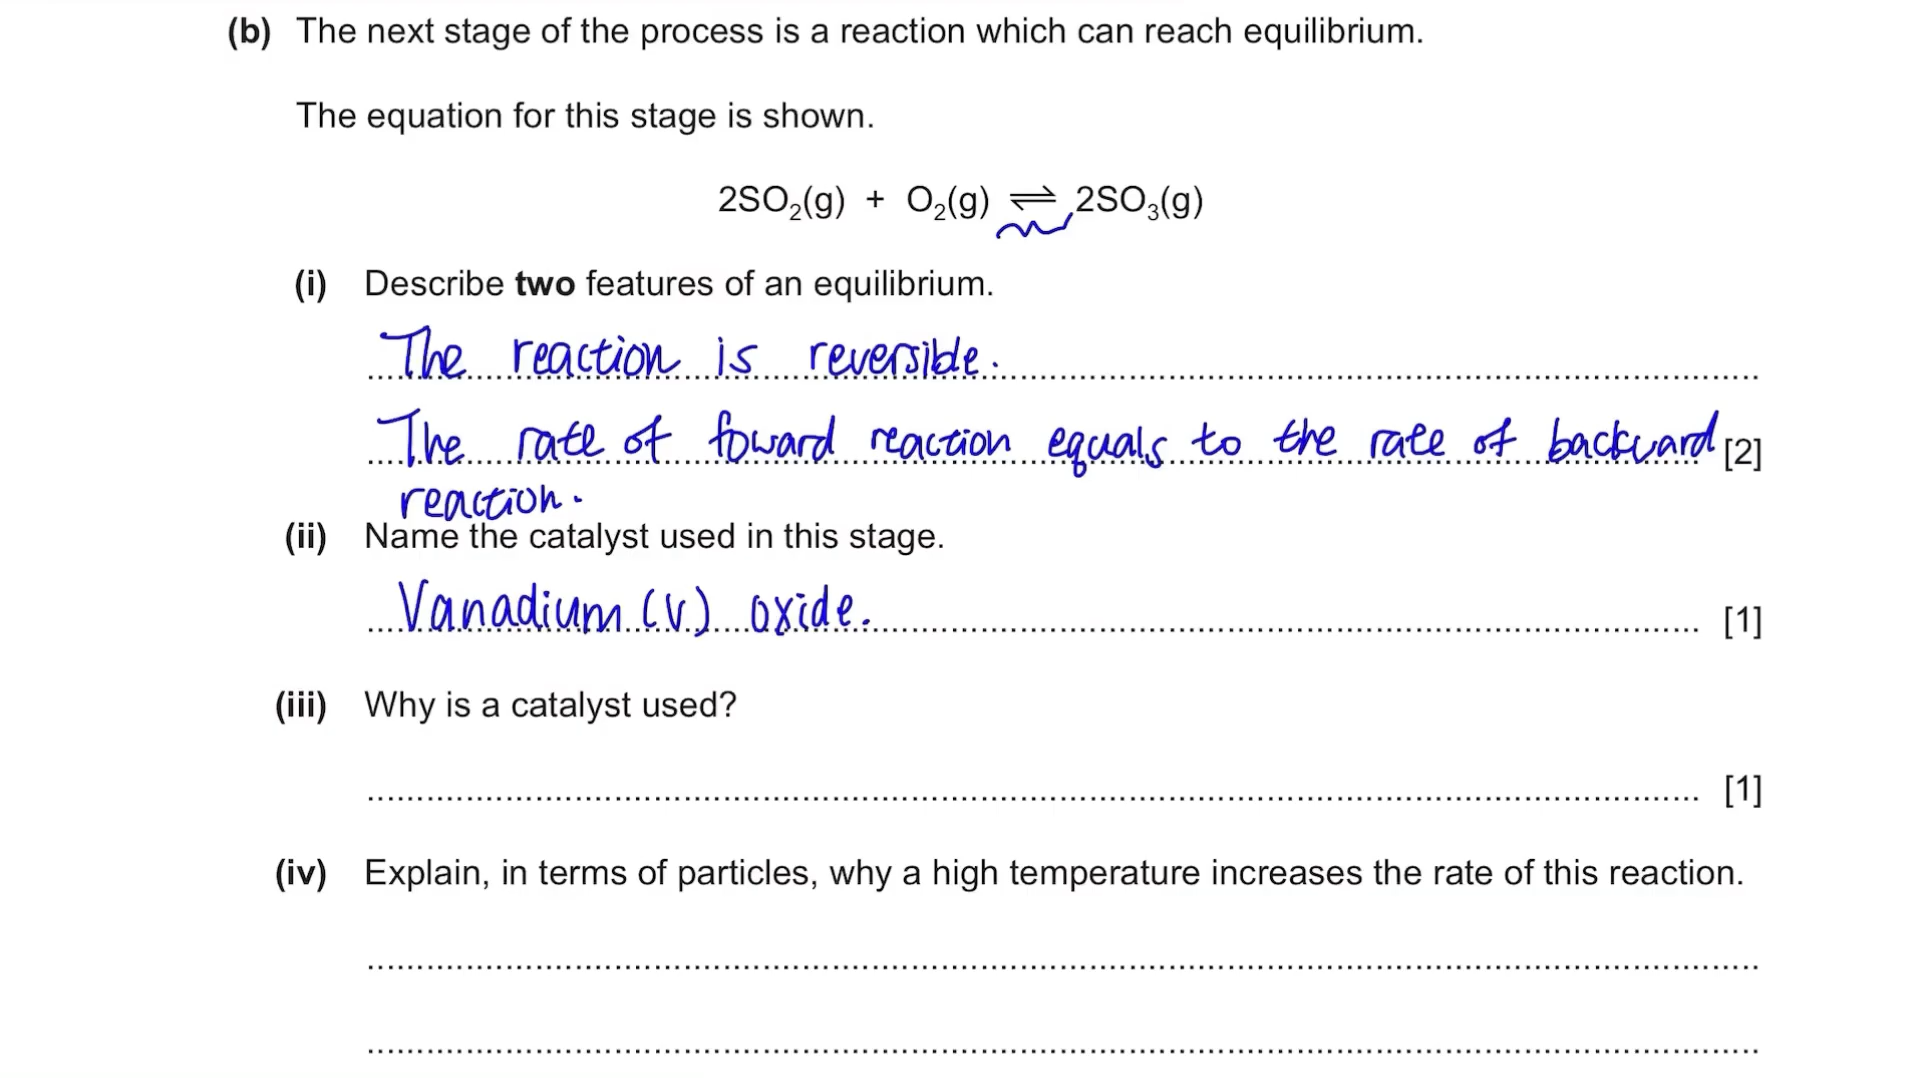 (b) The next stage of the process is a reaction which can reach equilibrium.
The equation for this stage is shown.
2SO₂(g) + O₂(g) ⇌ 2SO₃(g)
(i) Describe two features of an equilibrium.
The reaction is reversible.
The rate of foward reaction equals to the rate of backward [2]
reaction.
(ii) Name the catalyst used in this stage.
Vanadium (V) oxide. [1]
(iii) Why is a catalyst used?
[1]
(iv) Explain, in terms of particles, why a high temperature increases the rate of this reaction.